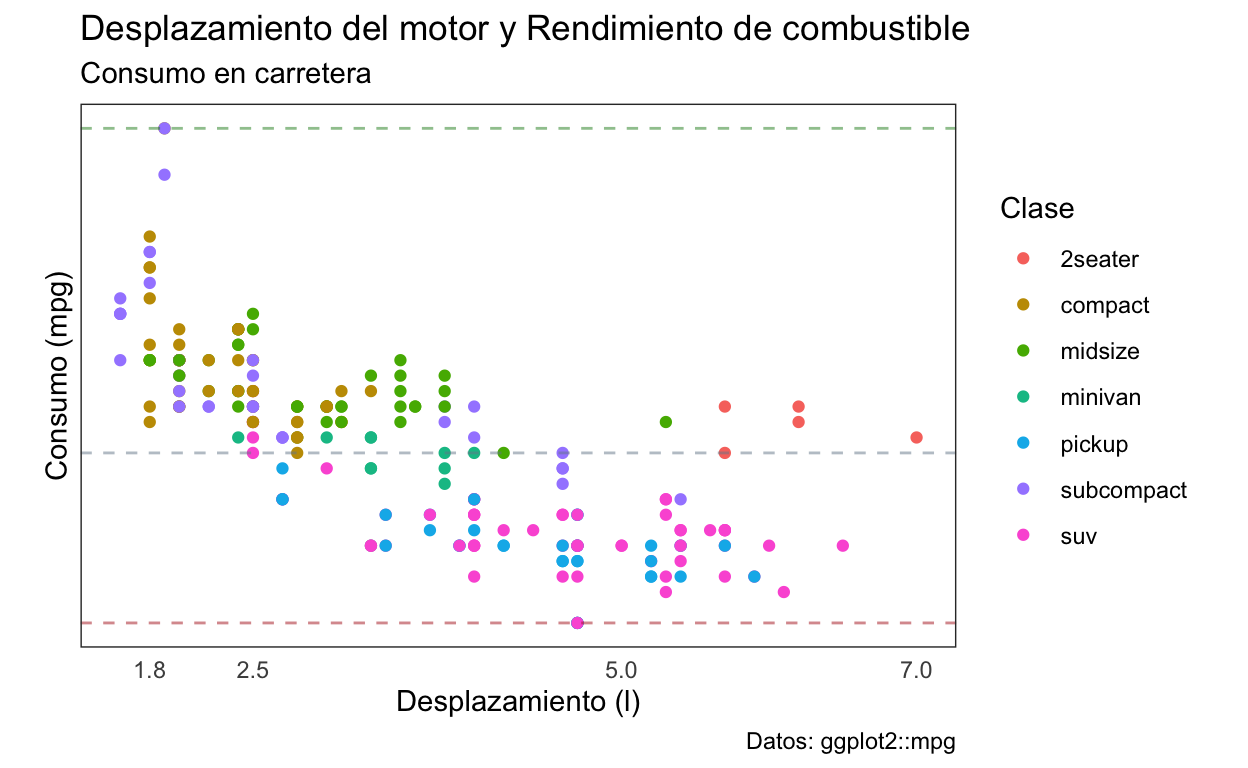 Desplazamiento del motor y Rendimiento de combustible
Consumo en carretera
Consumo (mpg)
1.8
2.5
5.0
7.0
Desplazamiento (l)
Datos: ggplot2::mpg
Clase
2seater
compact
midsize
minivan
pickup
subcompact
suv